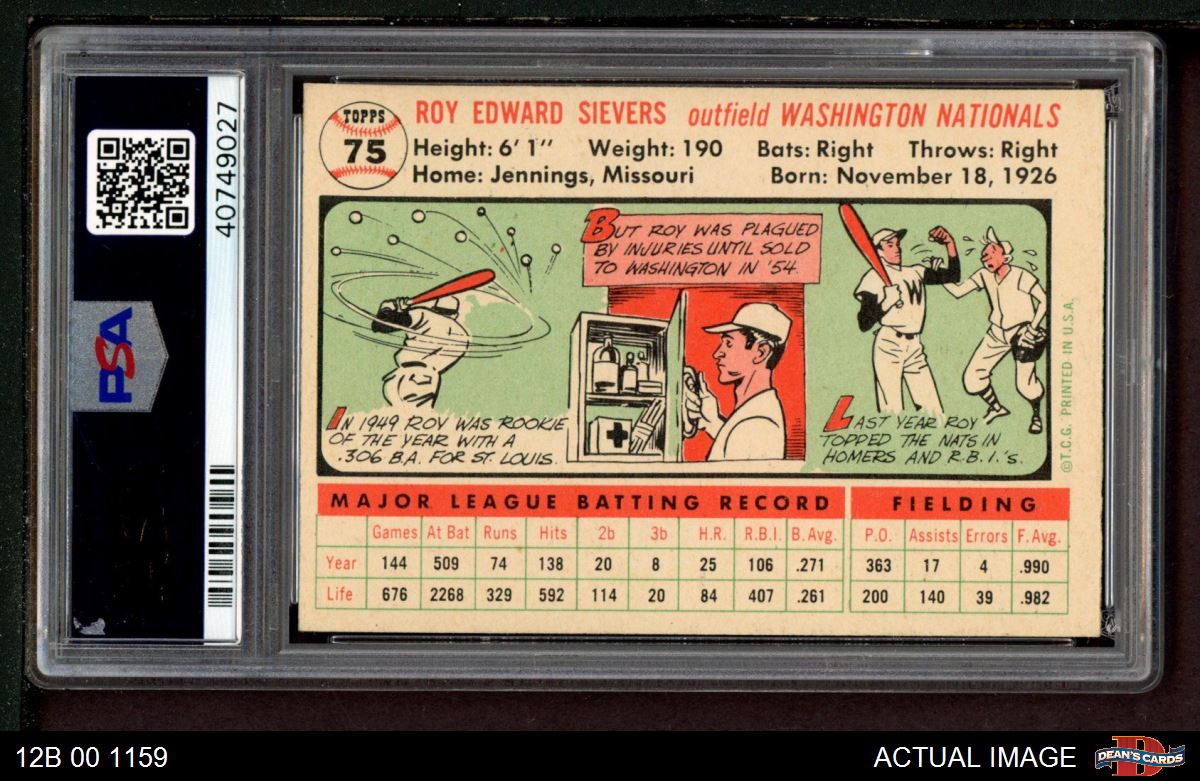 40749027
PSA
TOPPS
75
ROY EDWARD SIEVERS outfield WASHINGTON NATIONALS
Height: 6' 1" Weight: 190 Bats: Right Throws: Right
Home: Jennings, Missouri Born: November 18, 1926
IN 1949 ROY WAS ROOKIE
OF THE YEAR WITH A
.306 B.A. FOR ST. LOUIS.
BUT ROY WAS PLAGUED
BY INJURIES UNTIL SOLD
TO WASHINGTON IN '54.
W
LAST YEAR ROY
TOPPED THE NATS IN
HOMERS AND R.B.I.'s.
©T.C.G. PRINTED IN U.S.A.
MAJOR LEAGUE BATTING RECORD FIELDING
Games At Bat Runs Hits 2b 3b H.R. R.B.I. B. Avg. P.O. Assists Errors F. Avg.
Year 144 509 74 138 20 8 25 106 .271 363 17 4 .990
Life 676 2268 329 592 114 20 84 407 .261 200 140 39 .982
12B 00 1159
ACTUAL IMAGE
D
DEAN'S CARDS